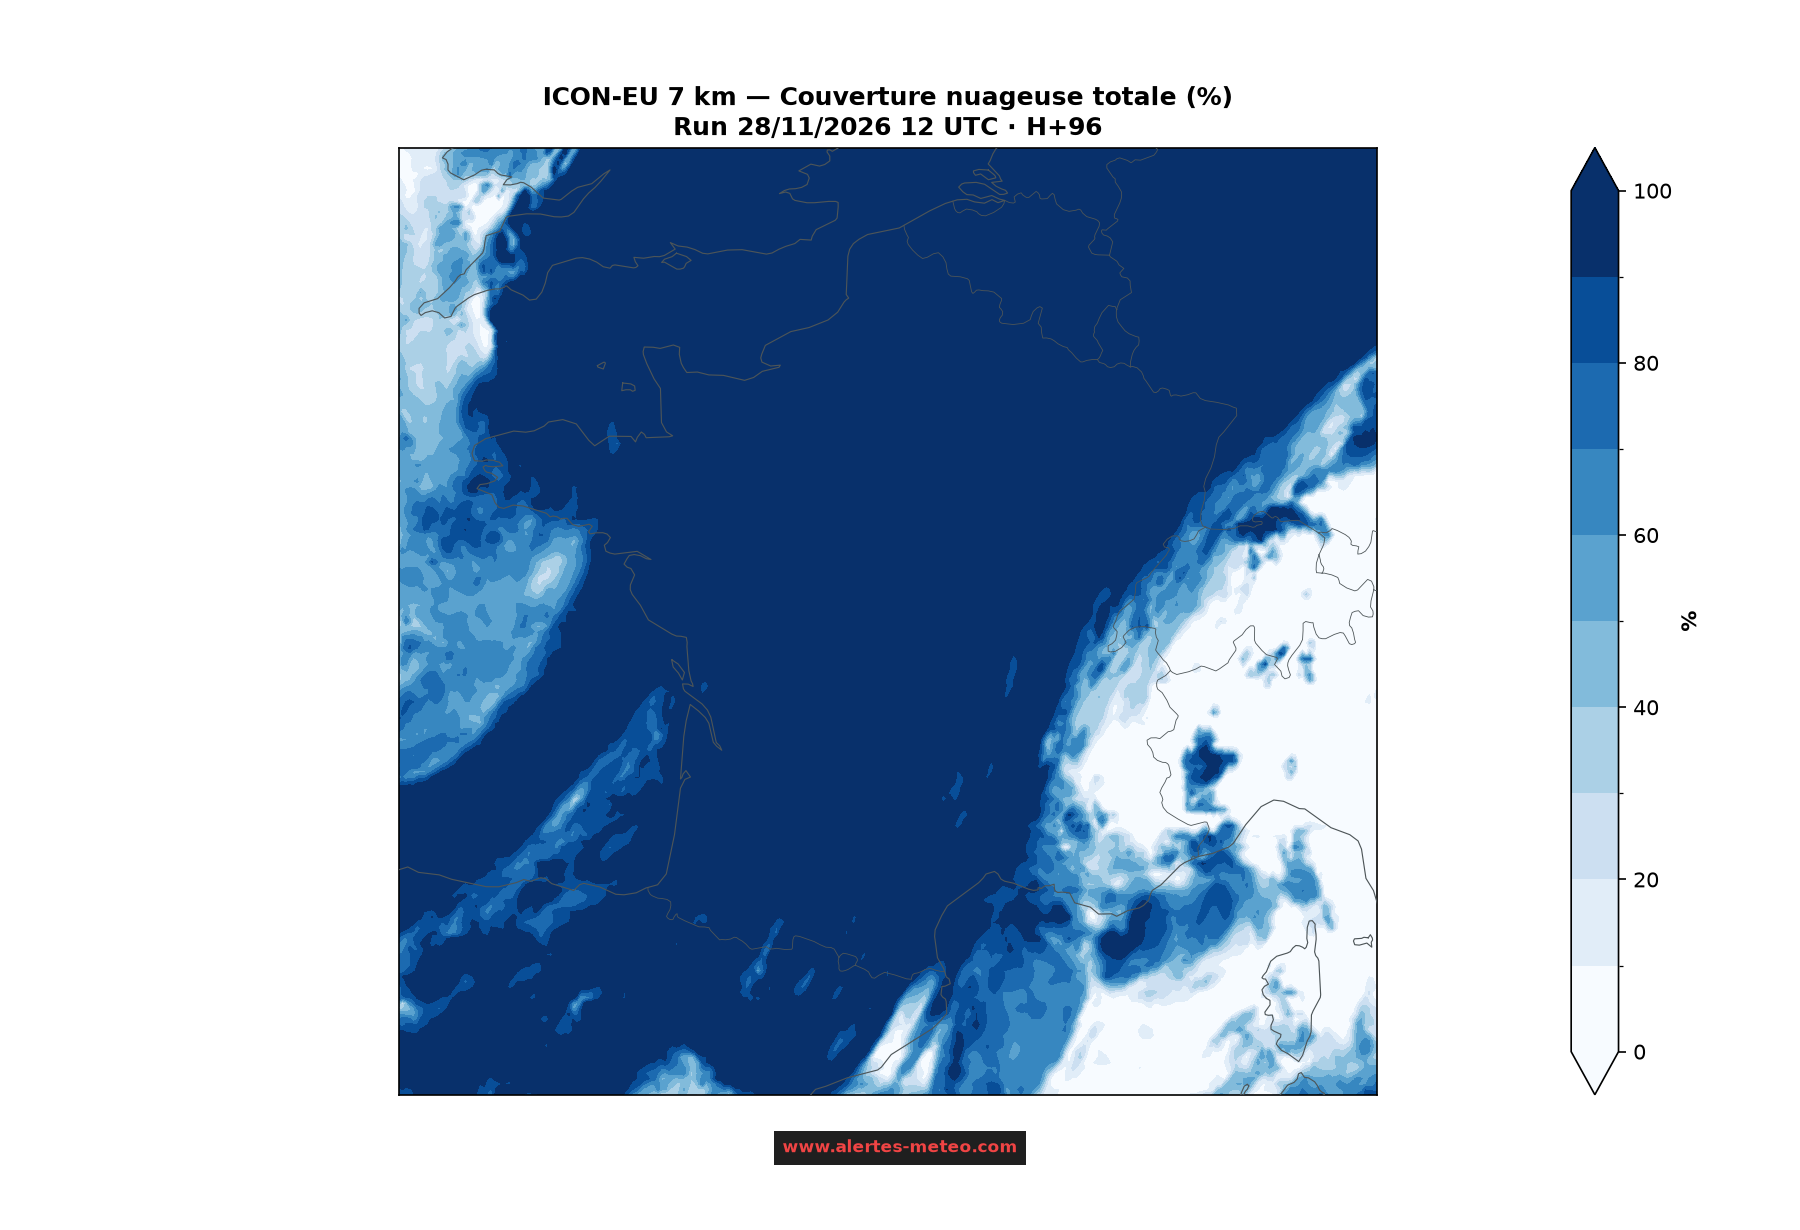 ICON-EU 7 km — Couverture nuageuse totale (%)
Run 28/11/2026 12 UTC · H+96
100
80
60
40
20
0
%
www.alertes-meteo.com